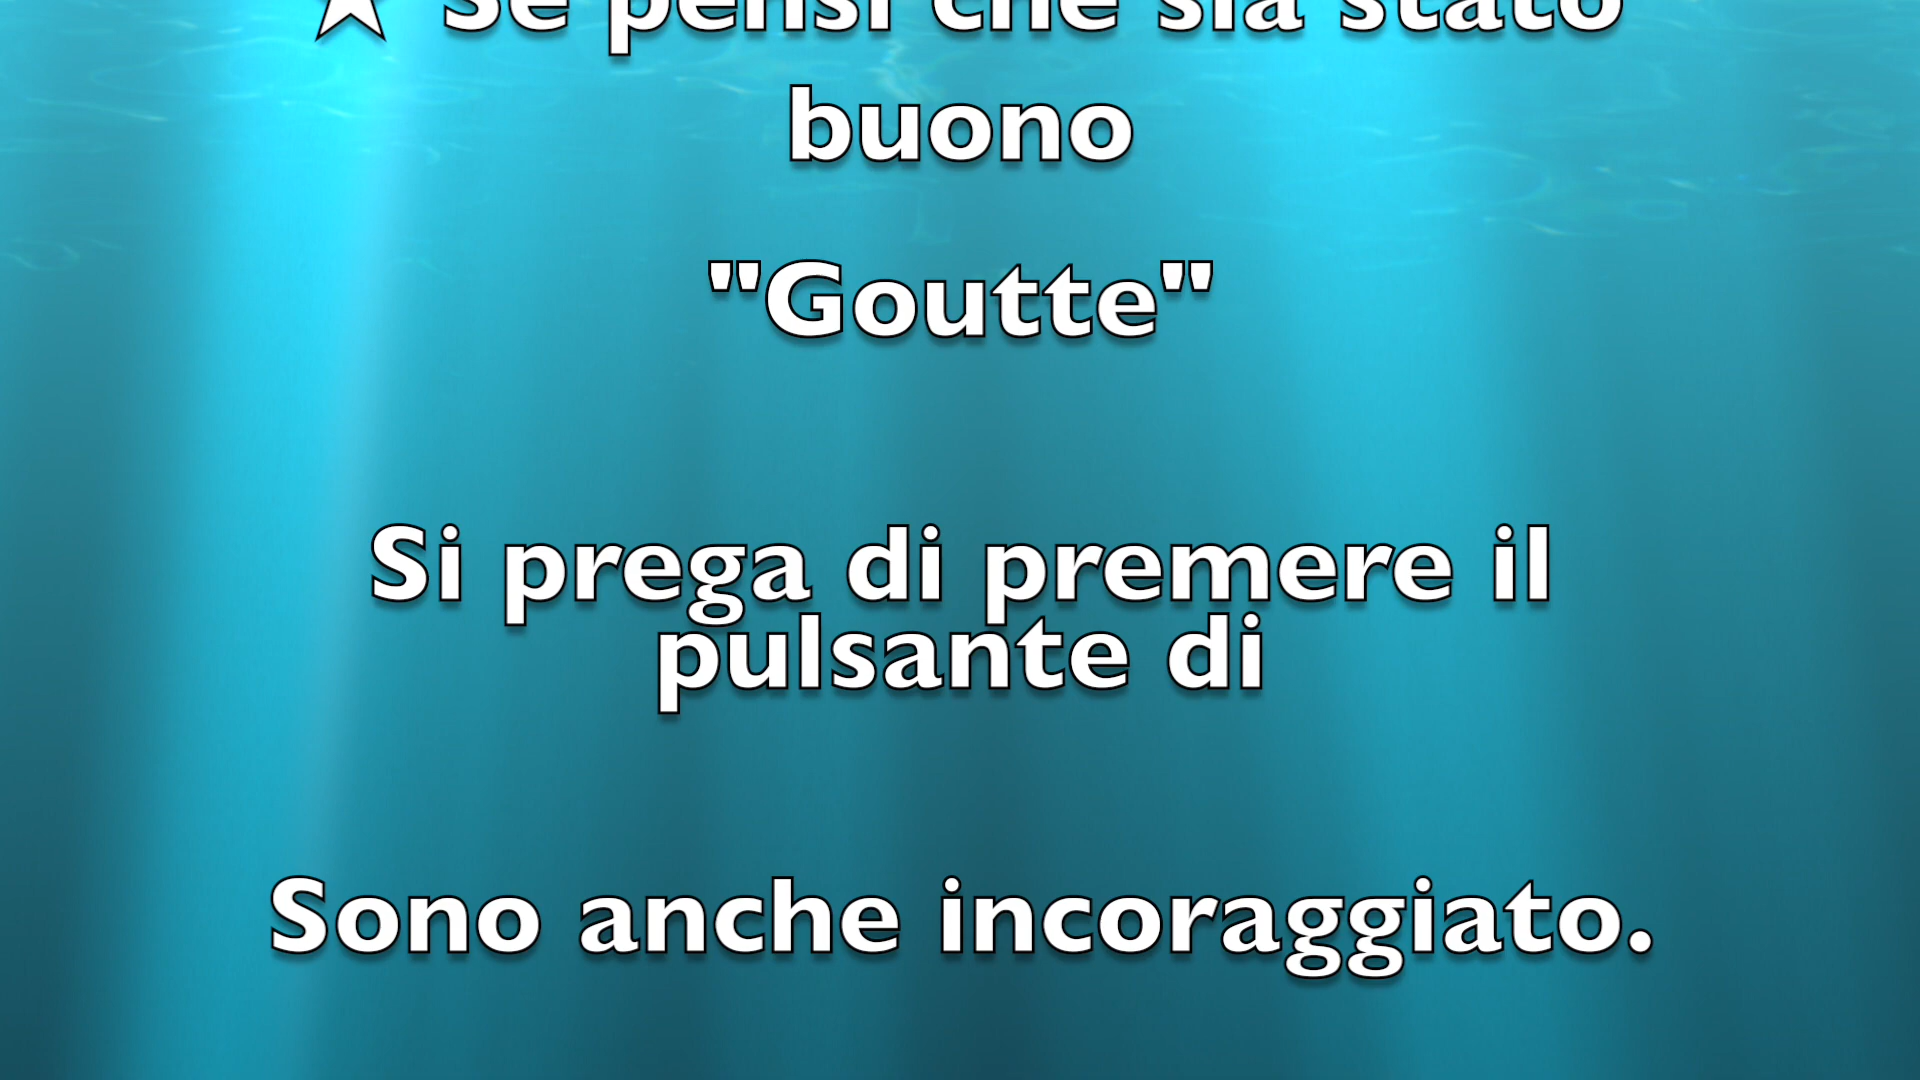 ★ Se pensi che sia stato
buono
"Goutte"
Si prega di premere il
pulsante di
Sono anche incoraggiato.